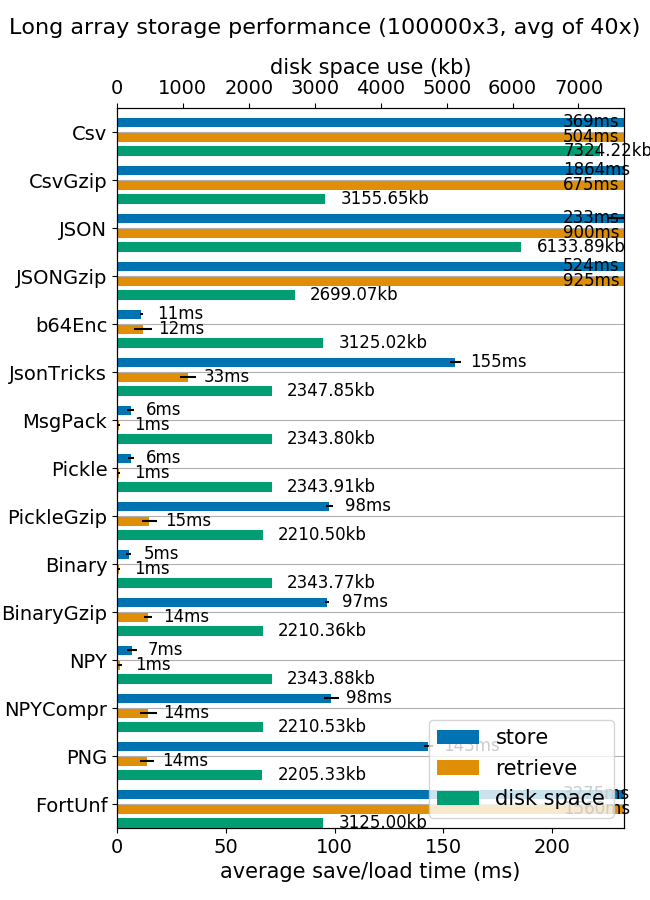 Long array storage performance (100000x3, avg of 40x)
disk space use (kb)
0 1000 2000 3000 4000 5000 6000 7000
369ms
Csv 504ms
7324.22kb
1864ms
CsvGzip 675ms
3155.65kb
233ms
JSON 900ms
6133.89kb
524ms
JSONGzip 925ms
2699.07kb
11ms
b64Enc 12ms
3125.02kb
155ms
JsonTricks 33ms
2347.85kb
6ms
MsgPack 1ms
2343.80kb
6ms
Pickle 1ms
2343.91kb
98ms
PickleGzip 15ms
2210.50kb
5ms
Binary 1ms
2343.77kb
97ms
BinaryGzip 14ms
2210.36kb
7ms
NPY 1ms
2343.88kb
98ms
NPYCompr 14ms
2210.53kb
PNG 14ms
2205.33kb
FortUnf
3125.00kb
store
retrieve
disk space
0 50 100 150 200
average save/load time (ms)